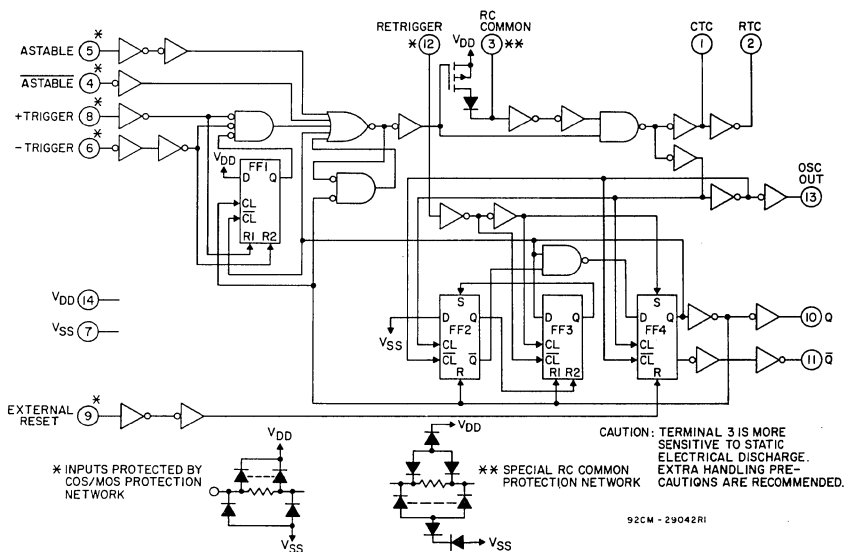 RETRIGGER
*12
RC
COMMON
3 **
VDD
CTC
1
RTC
2
ASTABLE 5 *
ASTABLE 4 *
+TRIGGER 8 *
-TRIGGER 6 *
VDD
FF1
D Q
CL
CL
R1 R2
OSC
OUT
13
VDD 14
VSS 7
VSS
S
D Q
FF2
Q
CL
CL
R
D Q
FF3
CL
CL
R1 R2
S
D Q
FF4
CL
CL Q
R
10 Q
11 Q
EXTERNAL
RESET 9 *
* INPUTS PROTECTED BY
COS/MOS PROTECTION
NETWORK
VDD
VSS
VDD
VSS
** SPECIAL RC COMMON
PROTECTION NETWORK
CAUTION: TERMINAL 3 IS MORE
SENSITIVE TO STATIC
ELECTRICAL DISCHARGE.
EXTRA HANDLING PRE-
CAUTIONS ARE RECOMMENDED.
92CM-29042RI